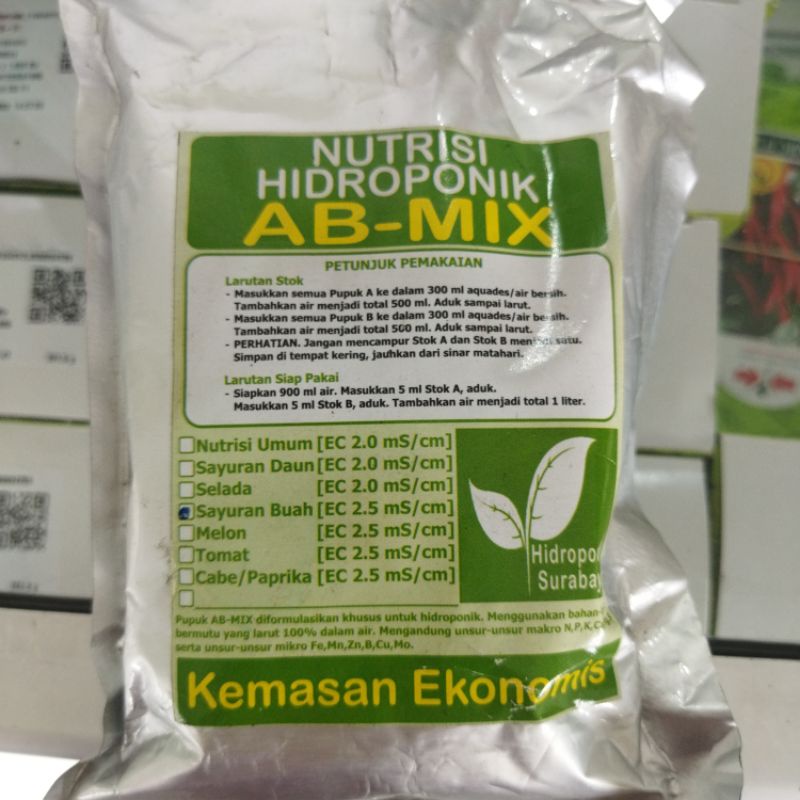 NUTRISI
HIDROPONIK
AB-MIX
PETUNJUK PEMAKAIAN
Larutan Stok
- Masukkan semua Pupuk A ke dalam 300 ml aquades/air bersih.
Tambahkan air menjadi total 500 ml. Aduk sampai larut.
- Masukkan semua Pupuk B ke dalam 300 ml aquades/air bersih.
Tambahkan air menjadi total 500 ml. Aduk sampai larut.
- PERHATIAN. Jangan mencampur Stok A dan Stok B menjadi satu.
Simpan di tempat kering, jauhkan dari sinar matahari.
Larutan Siap Pakai
- Siapkan 900 ml air. Masukkan 5 ml Stok A, aduk.
Masukkan 5 ml Stok B, aduk. Tambahkan air menjadi total 1 liter.
Nutrisi Umum [EC 2.0 mS/cm]
Sayuran Daun [EC 2.0 mS/cm]
Selada [EC 2.0 mS/cm]
Sayuran Buah [EC 2.5 mS/cm]
Melon [EC 2.5 mS/cm]
Tomat [EC 2.5 mS/cm]
Cabe/Paprika [EC 2.5 mS/cm]
Hidropo
Surabay
Pupuk AB-MIX diformulasikan khusus untuk hidroponik. Menggunakan bahan-
bermutu yang larut 100% dalam air. Mengandung unsur-unsur makro N,P,K,
serta unsur-unsur mikro Fe,Mn,Zn,B,Cu,Mo.
Kemasan Ekonomis